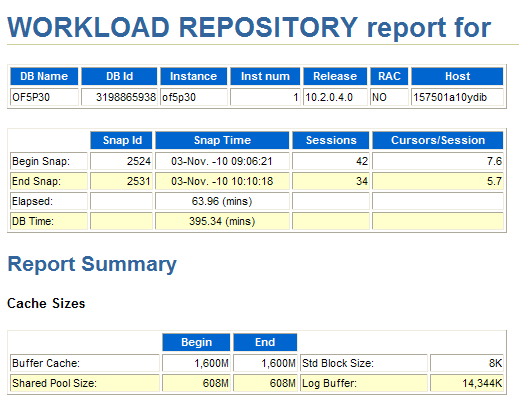 WORKLOAD REPOSITORY report for
DB Name DB Id Instance Inst num Release RAC Host
OF5P30 3198865938 of5p30 1 10.2.0.4.0 NO 157501a10ydib
Snap Id Snap Time Sessions Cursors/Session
Begin Snap: 2524 03-Nov. -10 09:06:21 42 7.6
End Snap: 2531 03-Nov. -10 10:10:18 34 5.7
Elapsed: 63.96 (mins)
DB Time: 395.34 (mins)
Report Summary
Cache Sizes
Begin End
Buffer Cache: 1,600M 1,600M Std Block Size: 8K
Shared Pool Size: 608M 608M Log Buffer: 14,344K